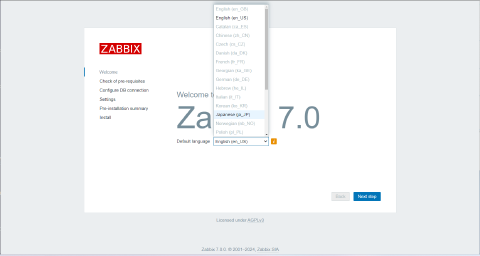 ZABBIX
Welcome
Check of pre-requisites
Configure DB connection
Settings
Pre-installation summary
Install
English (en_GB)
English (en_US)
Catalan (ca_ES)
Chinese (zh_CN)
Czech (cs_CZ)
Danish (da_DK)
French (fr_FR)
Georgian (ka_GE)
German (de_DE)
Hebrew (he_IL)
Italian (it_IT)
Korean (ko_KR)
Japanese (ja_JP)
Norwegian (nb_NO)
Polish (pl_PL)
Welcome to
Za 7.0
Default language
English (en_US)
Back
Next step
Licensed under AGPLv3
Zabbix 7.0.0. © 2001–2024, Zabbix SIA